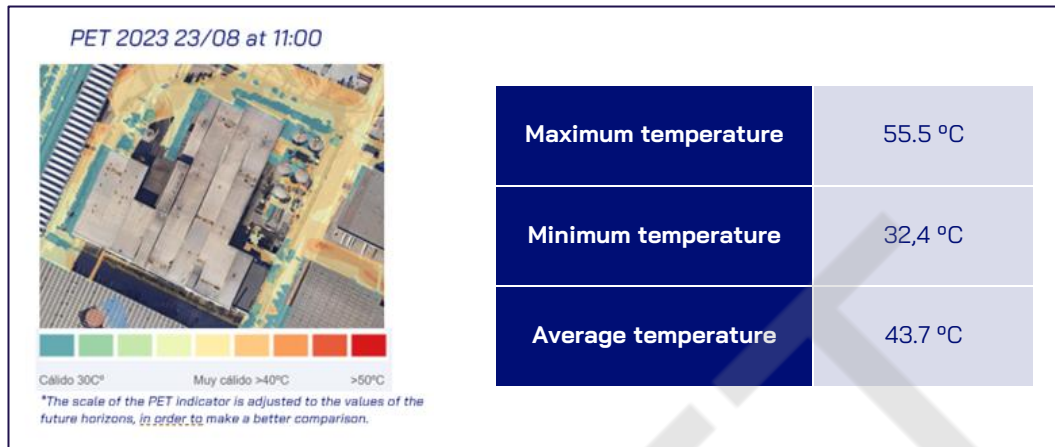 PET 2023 23/08 at 11:00
Cálido 30Cº
Muy cálido >40ºC
>50ºC
*The scale of the PET indicator is adjusted to the values of the
future horizons, in order to make a better comparison.
Maximum temperature
55.5 ºC
Minimum temperature
32,4 ºC
Average temperature
43.7 ºC